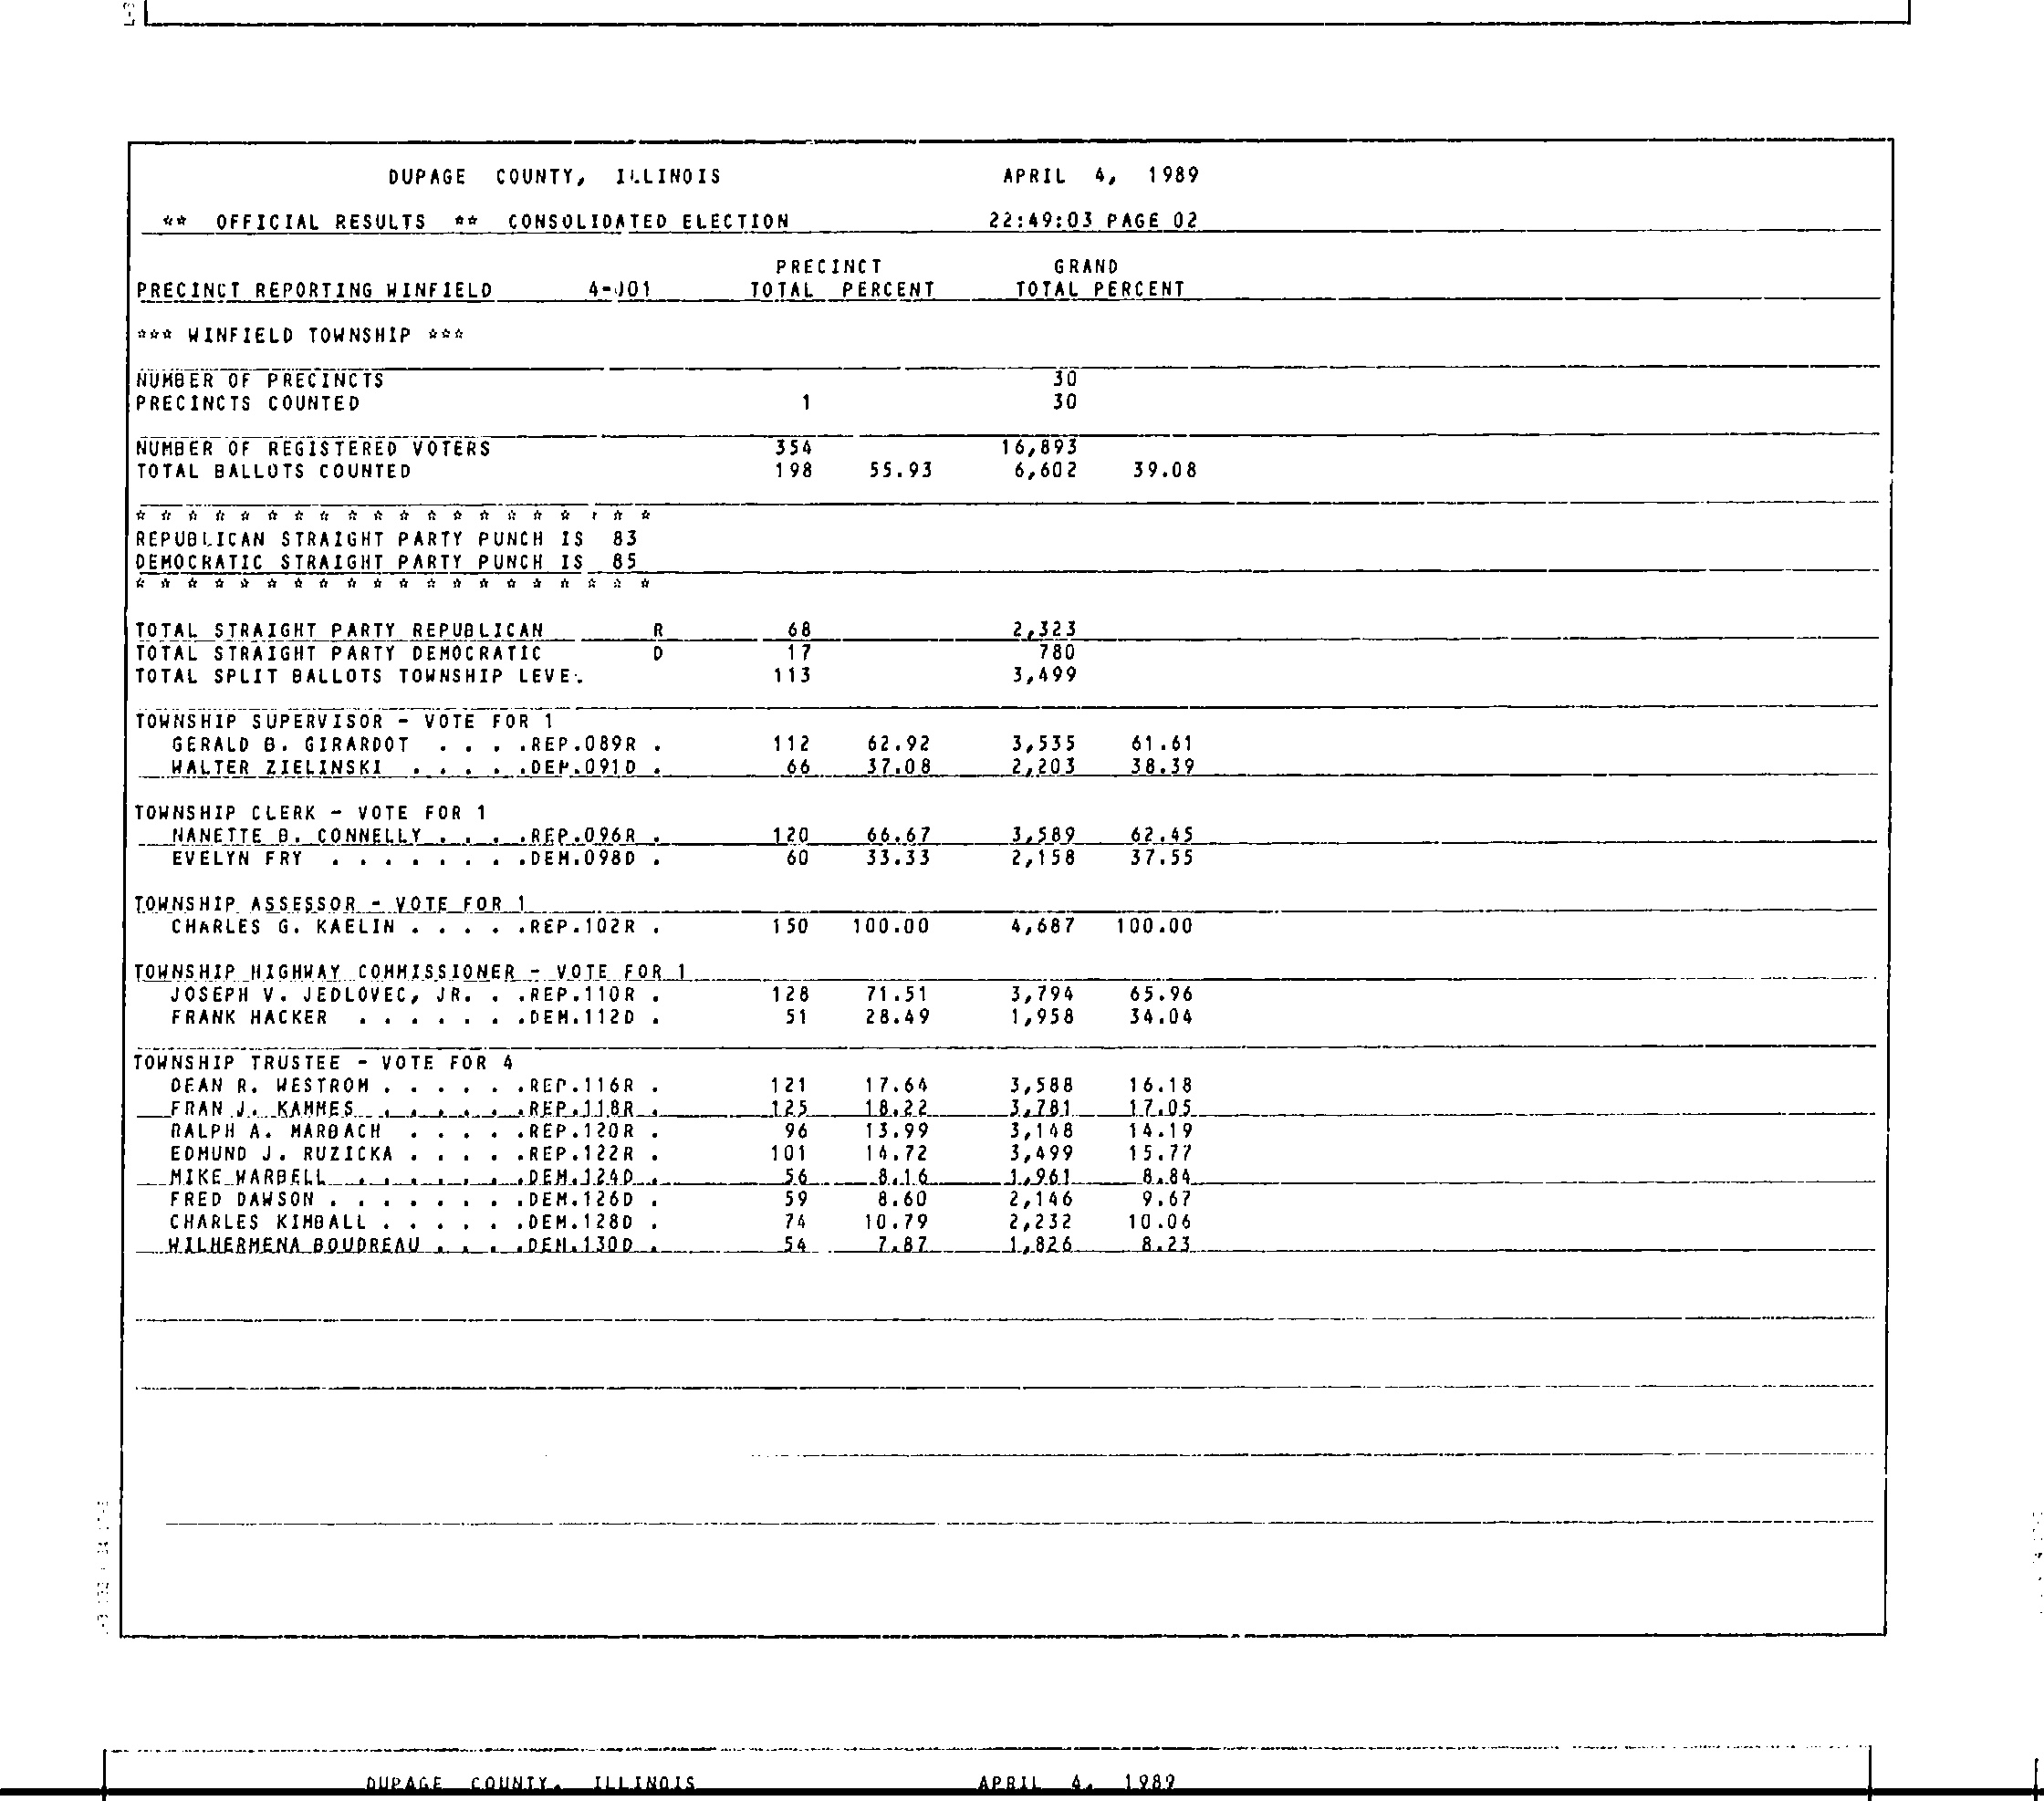 DUPAGE COUNTY, ILLINOIS APRIL 4, 1989
** OFFICIAL RESULTS ** CONSOLIDATED ELECTION 22:49:03 PAGE 02
PRECINCT GRAND
PRECINCT REPORTING WINFIELD 4-001 TOTAL PERCENT TOTAL PERCENT
*** WINFIELD TOWNSHIP ***
NUMBER OF PRECINCTS 30
PRECINCTS COUNTED 1 30
NUMBER OF REGISTERED VOTERS 354 16,893
TOTAL BALLOTS COUNTED 198 55.93 6,602 39.08
* * * * * * * * * * * * * * * * * * * *
REPUBLICAN STRAIGHT PARTY PUNCH IS 83
DEMOCRATIC STRAIGHT PARTY PUNCH IS 85
* * * * * * * * * * * * * * * * * * * *
TOTAL STRAIGHT PARTY REPUBLICAN R 68 2,323
TOTAL STRAIGHT PARTY DEMOCRATIC D 17 780
TOTAL SPLIT BALLOTS TOWNSHIP LEVEL 113 3,499
TOWNSHIP SUPERVISOR - VOTE FOR 1
GERALD B. GIRARDOT . . . .REP.089R . 112 62.92 3,535 61.61
WALTER ZIELINSKI . . . . .DEM.091D . 66 37.08 2,203 38.39
TOWNSHIP CLERK - VOTE FOR 1
NANETTE B. CONNELLY . . . .REP.096R . 120 66.67 3,589 62.45
EVELYN FRY . . . . . . . .DEM.098D . 60 33.33 2,158 37.55
TOWNSHIP ASSESSOR - VOTE FOR 1
CHARLES G. KAELIN . . . . .REP.102R . 150 100.00 4,687 100.00
TOWNSHIP HIGHWAY COMMISSIONER - VOTE FOR 1
JOSEPH V. JEDLOVEC, JR. . .REP.110R . 128 71.51 3,794 65.96
FRANK HACKER . . . . . . .DEM.112D . 51 28.49 1,958 34.04
TOWNSHIP TRUSTEE - VOTE FOR 4
DEAN R. WESTROM . . . . . .REP.116R . 121 17.64 3,588 16.18
FRAN J. KAMMES . . . . . .REP.118R . 125 18.22 3,781 17.05
RALPH A. MARBACH . . . . .REP.120R . 96 13.99 3,148 14.19
EDMUND J. RUZICKA . . . . .REP.122R . 101 14.72 3,499 15.77
MIKE WARBELL . . . . . . .DEM.124D . 56 8.16 1,961 8.84
FRED DAWSON . . . . . . . .DEM.126D . 59 8.60 2,146 9.67
CHARLES KIMBALL . . . . . .DEM.128D . 74 10.79 2,232 10.06
WILHERMENA BOUDREAU . . . .DEM.130D . 54 7.87 1,826 8.23
DUPAGE COUNTY, ILLINOIS APRIL 4, 1989